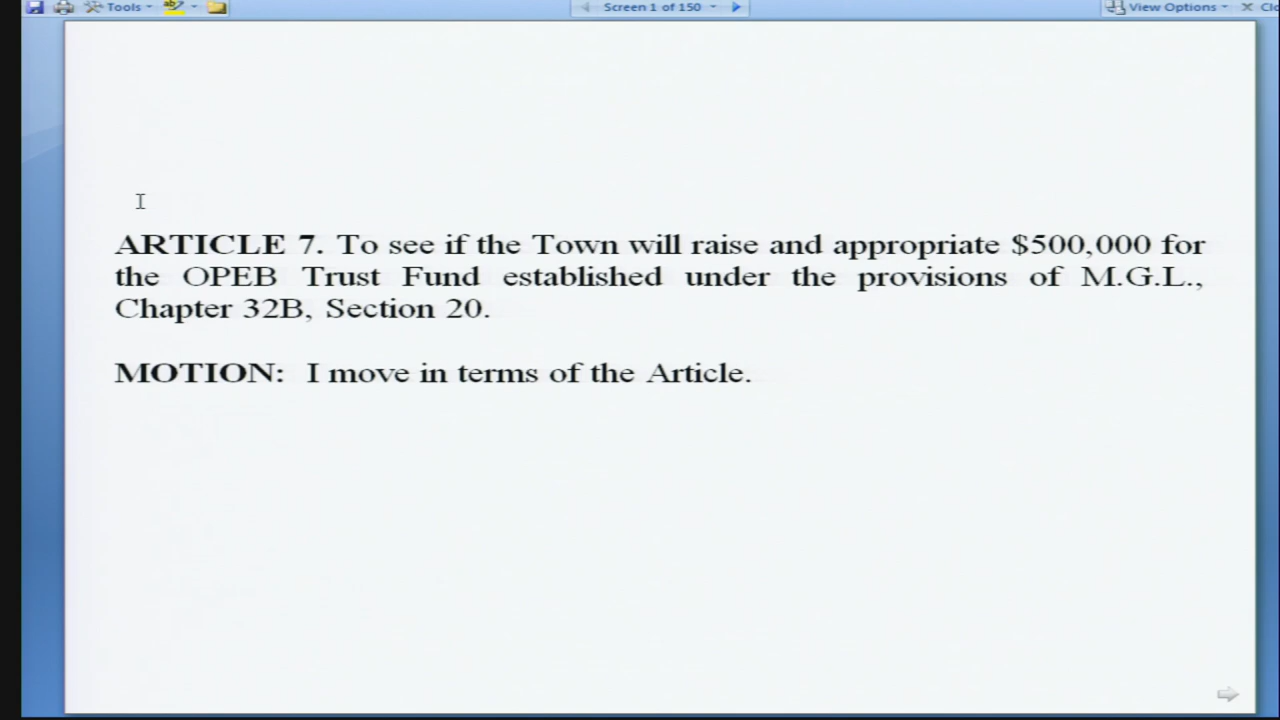 Tools
Screen 1 of 150
View Options
ARTICLE 7. To see if the Town will raise and appropriate $500,000 for
the OPEB Trust Fund established under the provisions of M.G.L.,
Chapter 32B, Section 20.
MOTION: I move in terms of the Article.